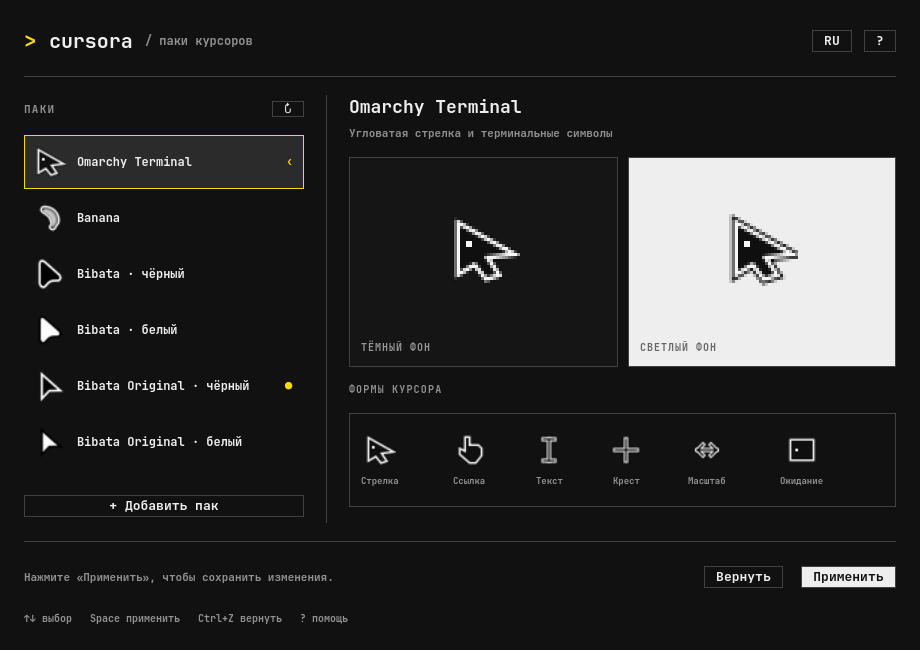 > cursora / паки курсоров
RU
?
ПАКИ
Omarchy Terminal ‹
Banana
Bibata · чёрный
Bibata · белый
Bibata Original · чёрный
Bibata Original · белый
+ Добавить пак
Omarchy Terminal
Угловатая стрелка и терминальные символы
ТЁМНЫЙ ФОН
СВЕТЛЫЙ ФОН
ФОРМЫ КУРСОРА
Стрелка
Ссылка
Текст
Крест
Масштаб
Ожидание
Нажмите «Применить», чтобы сохранить изменения.
Вернуть
Применить
↑↓ выбор Space применить Ctrl+Z вернуть ? помощь